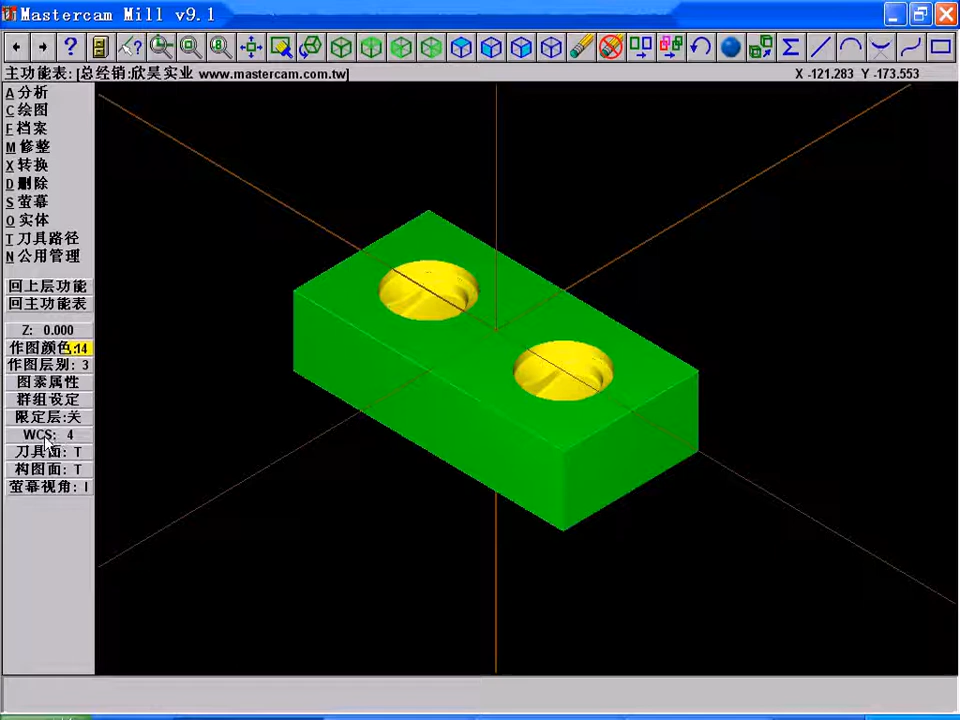 Mastercam Mill v9.1
主功能表: [总经销:欣昊实业 www.mastercam.com.tw]
X -121.283 Y -173.553
A 分析
C 绘图
F 档案
M 修整
X 转换
D 删除
S 萤幕
O 实体
T 刀具路径
N 公用管理
回上层功能
回主功能表
Z: 0.000
作图颜色:14
作图层别: 3
图素属性
群组设定
限定层:关
WCS: 4
刀具面: T
构图面: T
萤幕视角: I